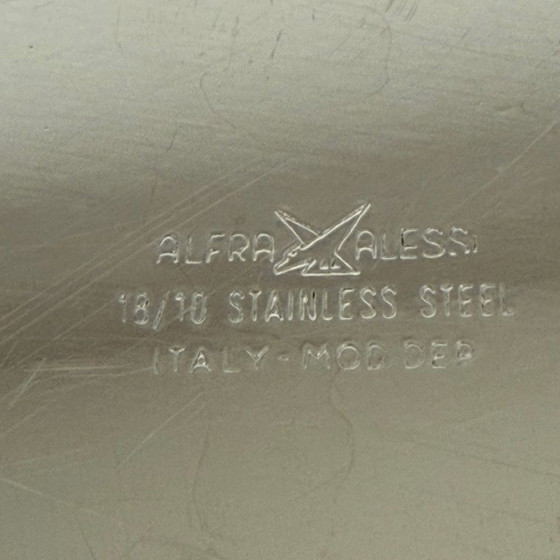 ALFRA ALESSI
18/10 STAINLESS STEEL
ITALY - MOD. DEP